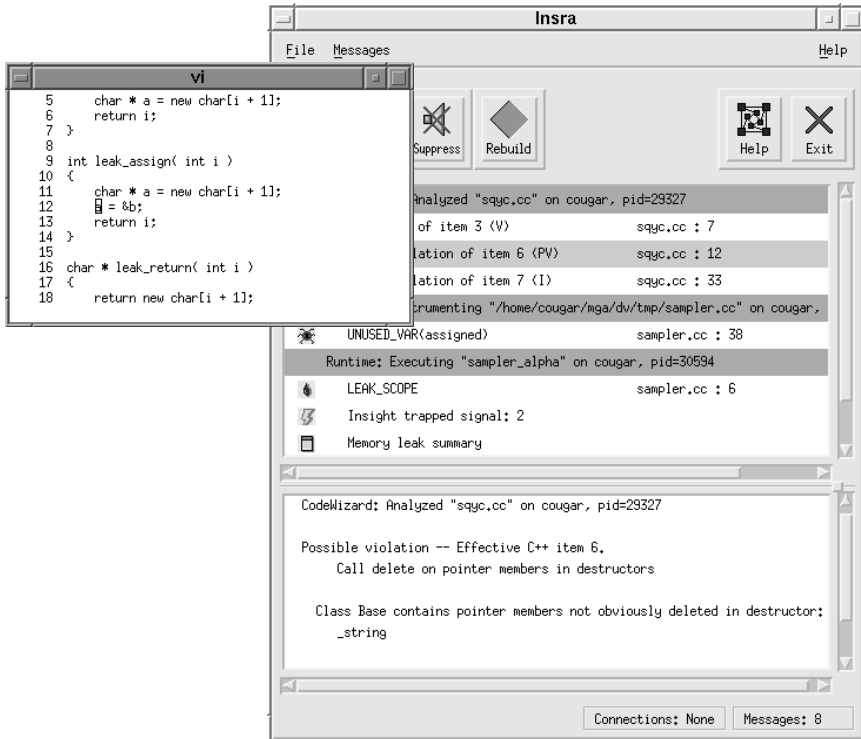 Insra
File Messages Help
vi
5 char * a = new char[i + 1];
6 return i;
7 }
8
9 int leak_assign( int i )
10 {
11 char * a = new char[i + 1];
12 a = &b;
13 return i;
14 }
15
16 char * leak_return( int i )
17 {
18 return new char[i + 1];
Suppress Rebuild Help Exit
Analyzed "sqyc.cc" on cougar, pid=29327
of item 3 (V) sqyc.cc : 7
lation of item 6 (PV) sqyc.cc : 12
lation of item 7 (I) sqyc.cc : 33
trumenting "/home/cougar/mga/dv/tmp/sampler.cc" on cougar,
UNUSED_VAR(assigned) sampler.cc : 38
Runtime: Executing "sampler_alpha" on cougar, pid=30594
LEAK_SCOPE sampler.cc : 6
Insight trapped signal: 2
Memory leak summary
CodeWizard: Analyzed "sqyc.cc" on cougar, pid=29327
Possible violation -- Effective C++ item 6.
Call delete on pointer members in destructors
Class Base contains pointer members not obviously deleted in destructor:
_string
Connections: None Messages: 8